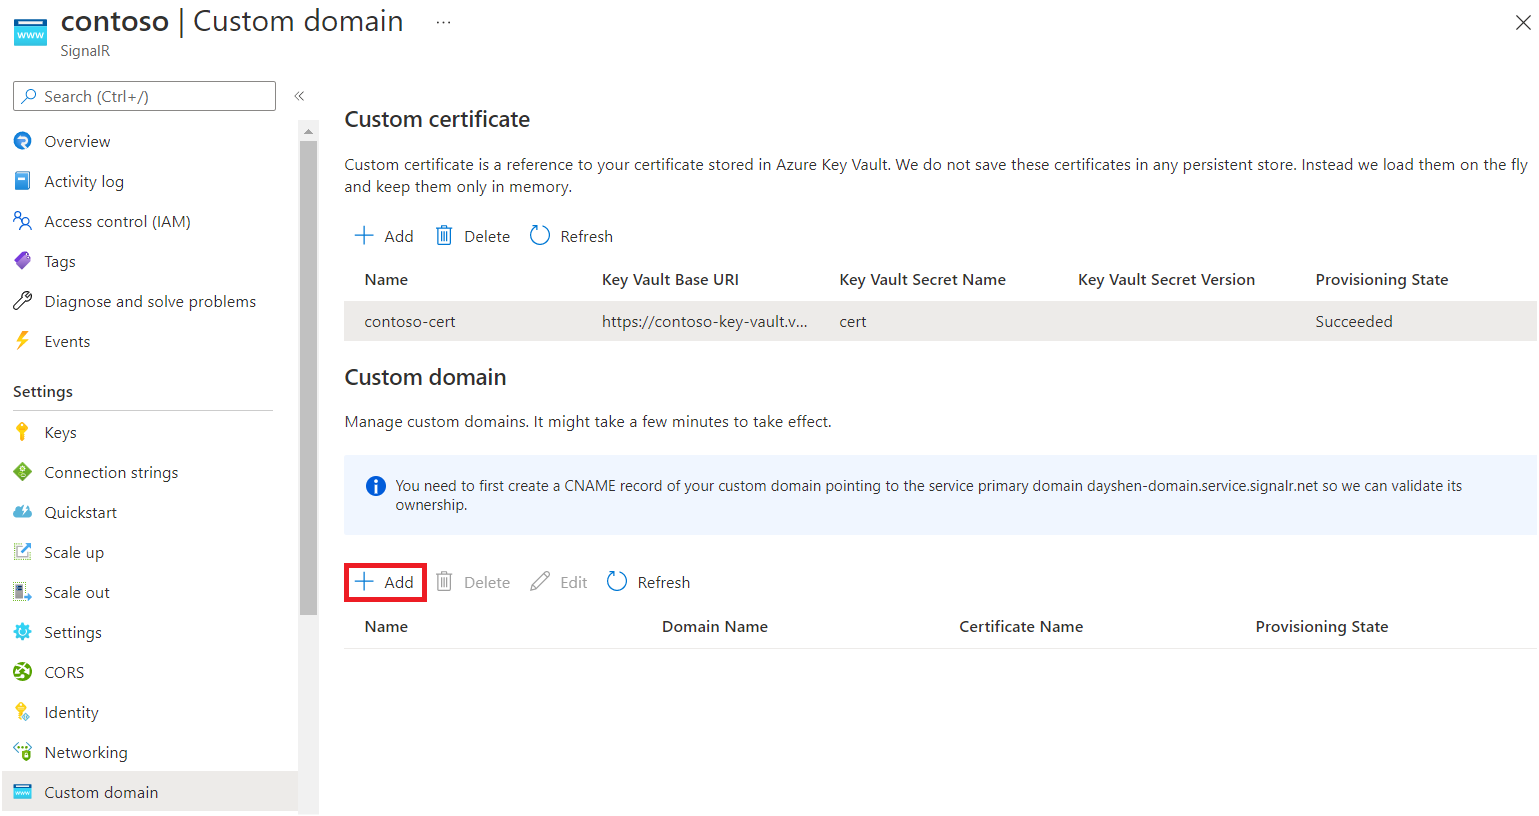 contoso | Custom domain ...
SignalR
www
Search (Ctrl+/)
«
Overview
Activity log
Access control (IAM)
Tags
Diagnose and solve problems
Events
Settings
Keys
Connection strings
Quickstart
Scale up
Scale out
Settings
CORS
Identity
Networking
Custom domain
Custom certificate
Custom certificate is a reference to your certificate stored in Azure Key Vault. We do not save these certificates in any persistent store. Instead we load them on the fly
and keep them only in memory.
Add Delete Refresh
Name Key Vault Base URI Key Vault Secret Name Key Vault Secret Version Provisioning State
contoso-cert https://contoso-key-vault.v... cert Succeeded
Custom domain
Manage custom domains. It might take a few minutes to take effect.
You need to first create a CNAME record of your custom domain pointing to the service primary domain dayshen-domain.service.signalr.net so we can validate its
ownership.
Add Delete Edit Refresh
Name Domain Name Certificate Name Provisioning State